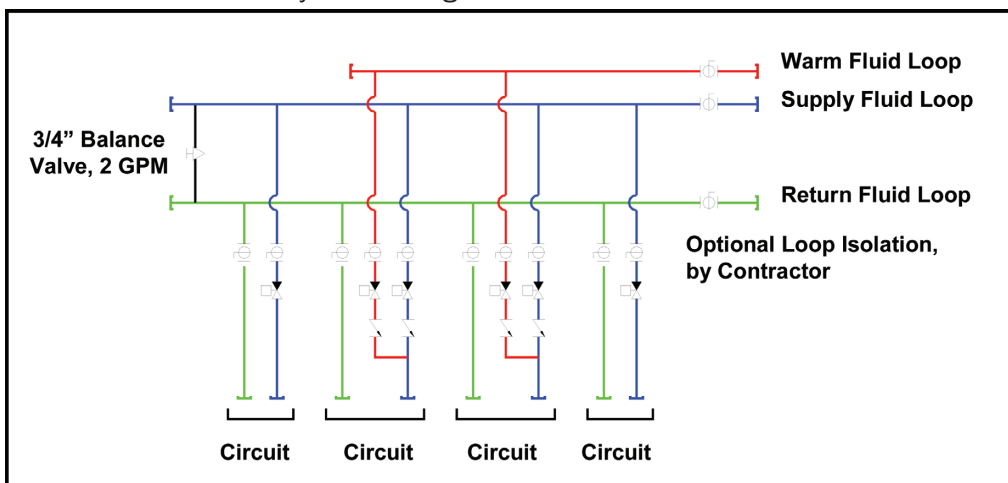 Warm Fluid Loop
Supply Fluid Loop
3/4” Balance
Valve, 2 GPM
Return Fluid Loop
Optional Loop Isolation,
by Contractor
Circuit
Circuit
Circuit
Circuit